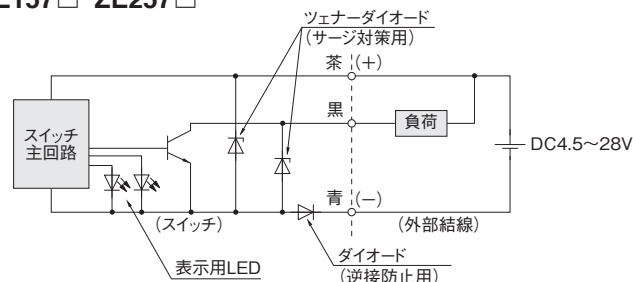 ツェナーダイオード
(サージ対策用)
茶 (+)
黒
負荷
スイッチ
主回路
DC4.5~28V
青 (-)
(スイッチ)
(外部結線)
表示用LED
ダイオード
(逆接防止用)